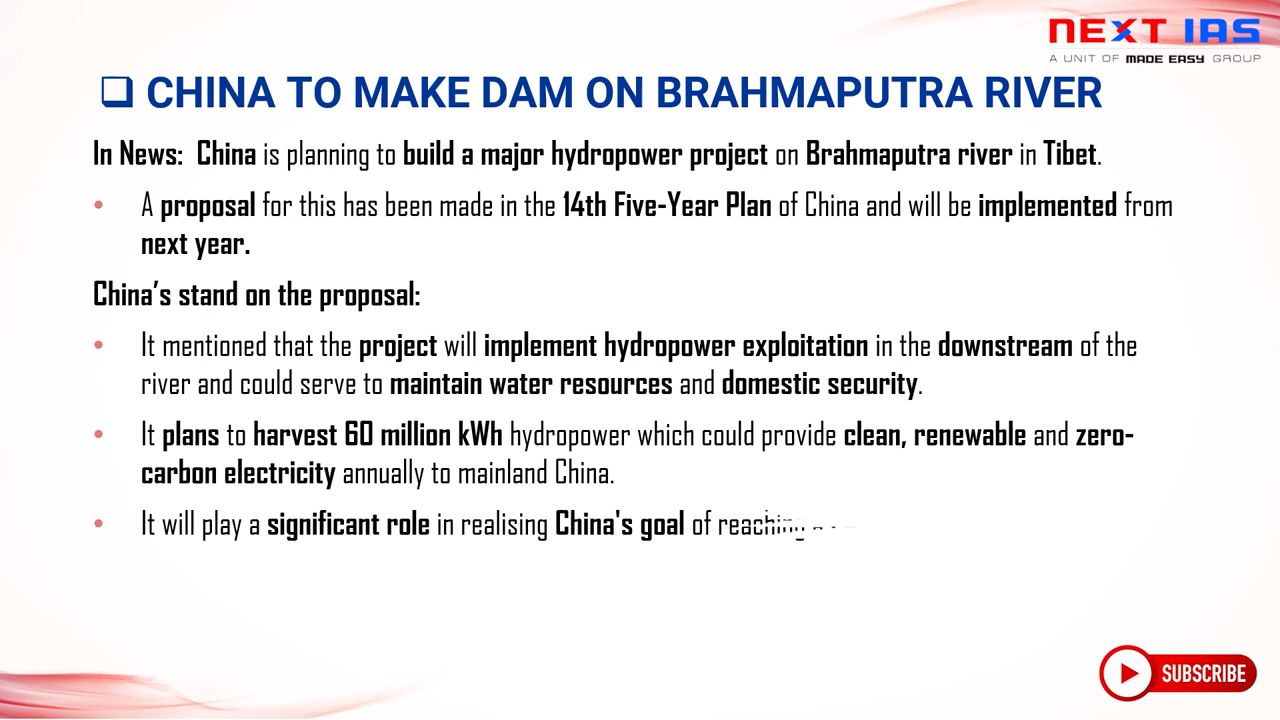 NEXT IAS
A UNIT OF MADE EASY GROUP
CHINA TO MAKE DAM ON BRAHMAPUTRA RIVER
In News: China is planning to build a major hydropower project on Brahmaputra river in Tibet.
• A proposal for this has been made in the 14th Five-Year Plan of China and will be implemented from
next year.
China's stand on the proposal:
• It mentioned that the project will implement hydropower exploitation in the downstream of the
river and could serve to maintain water resources and domestic security.
• It plans to harvest 60 million kWh hydropower which could provide clean, renewable and zero-
carbon electricity annually to mainland China.
• It will play a significant role in realising China's goal of reaching
SUBSCRIBE